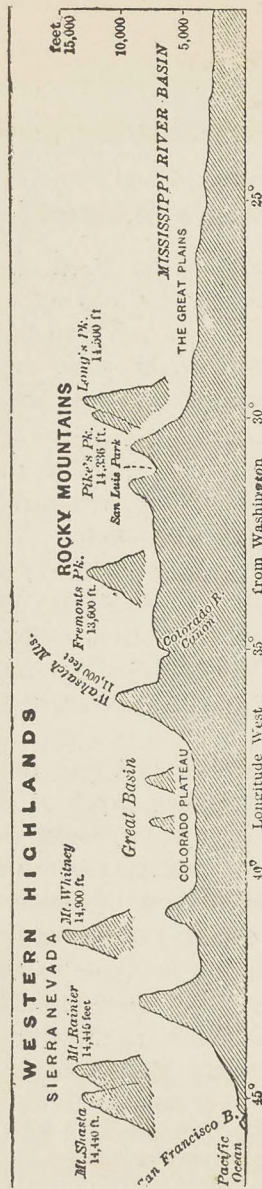 WESTERN HIGHLANDS
SIERRA NEVADA
Mt. Shasta
14,440 ft.
Mt Rainier
14,446 feet
Mt. Whitney
14,900 ft.
Great Basin
COLORADO PLATEAU
Wahsatch Mts.
11,000 feet
ROCKY MOUNTAINS
Fremonts Pk.
13,600 ft.
Pike's Pk.
14,336 ft.
San Luis Park
Long's Pk.
14,300 ft
Colorado R.
Canon
MISSISSIPPI RIVER BASIN
THE GREAT PLAINS
feet
15,000
10,000
5,000
San Francisco B.
Pacific
Ocean
45°
40°
35°
30°
25°
Longitude West from Washington